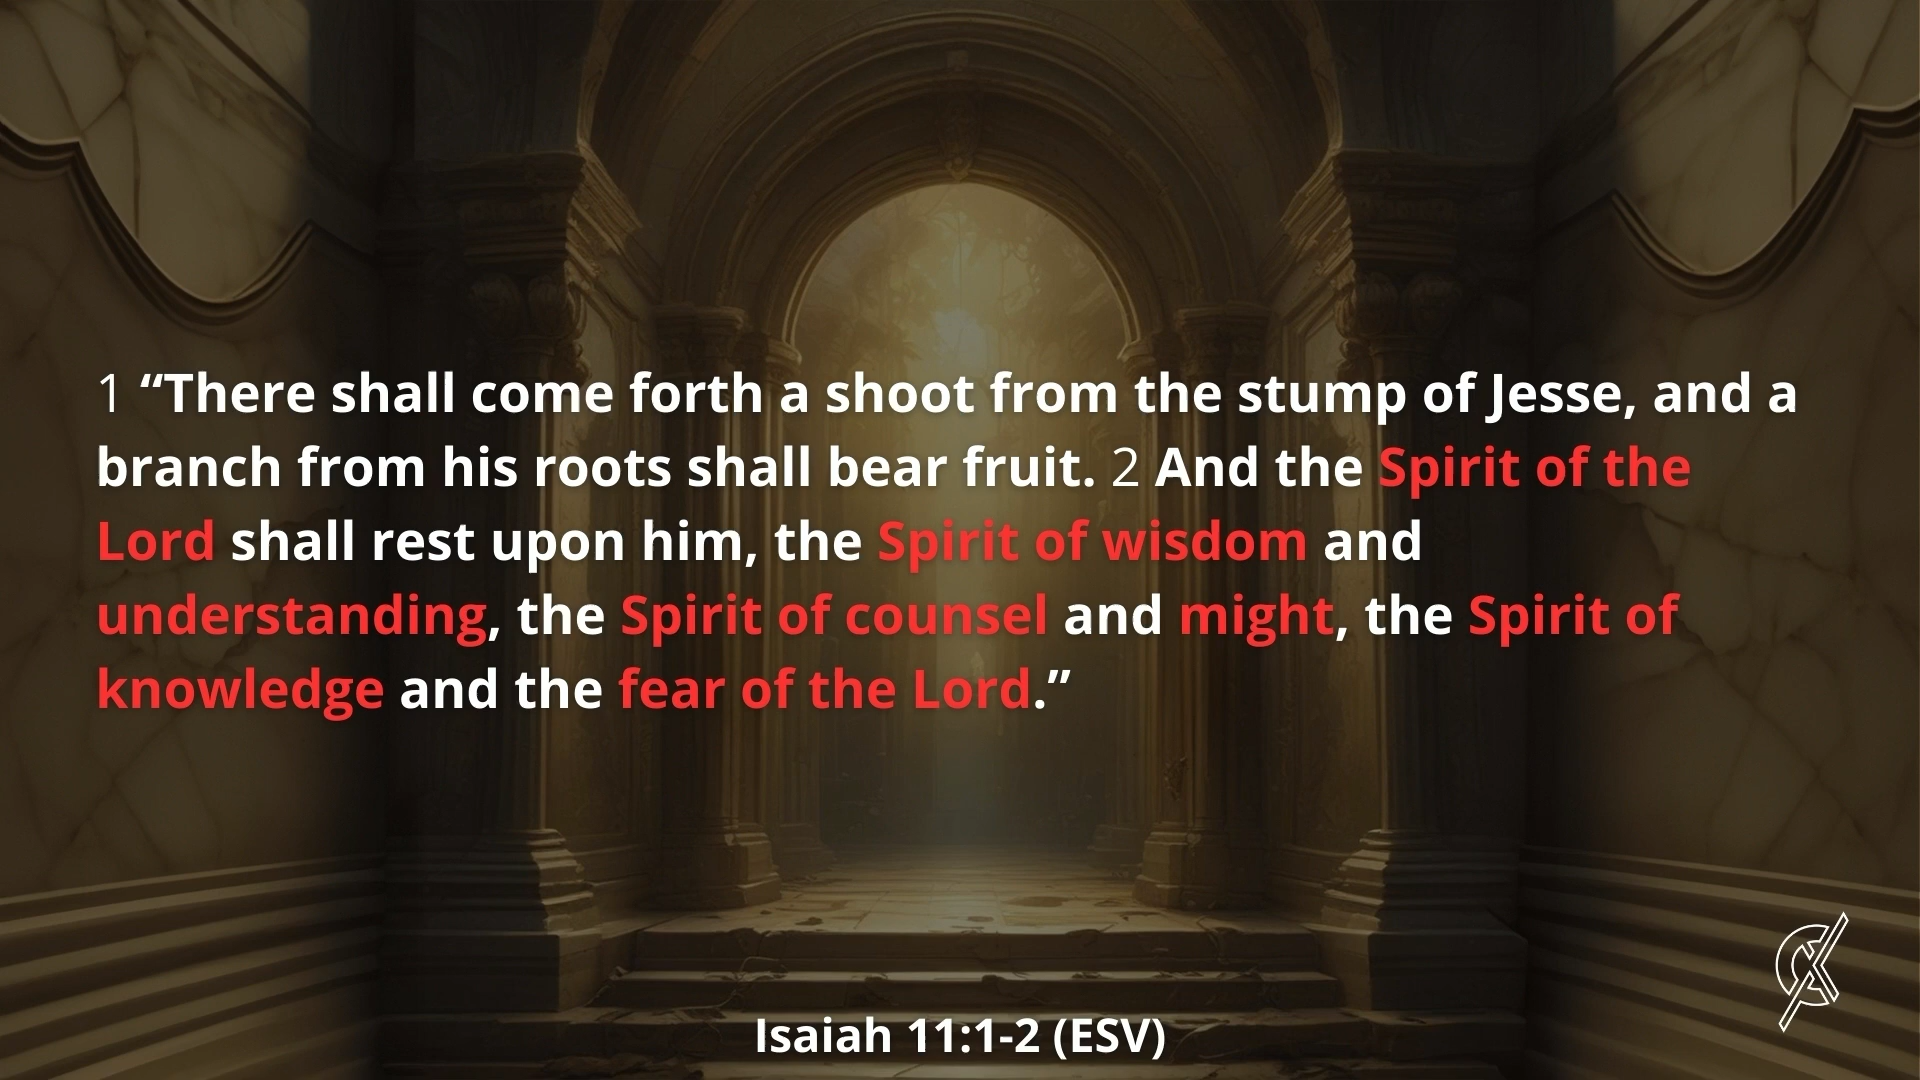 1 “There shall come forth a shoot from the stump of Jesse, and a
branch from his roots shall bear fruit. 2 And the Spirit of the
Lord shall rest upon him, the Spirit of wisdom and
understanding, the Spirit of counsel and might, the Spirit of
knowledge and the fear of the Lord.”
Isaiah 11:1-2 (ESV)